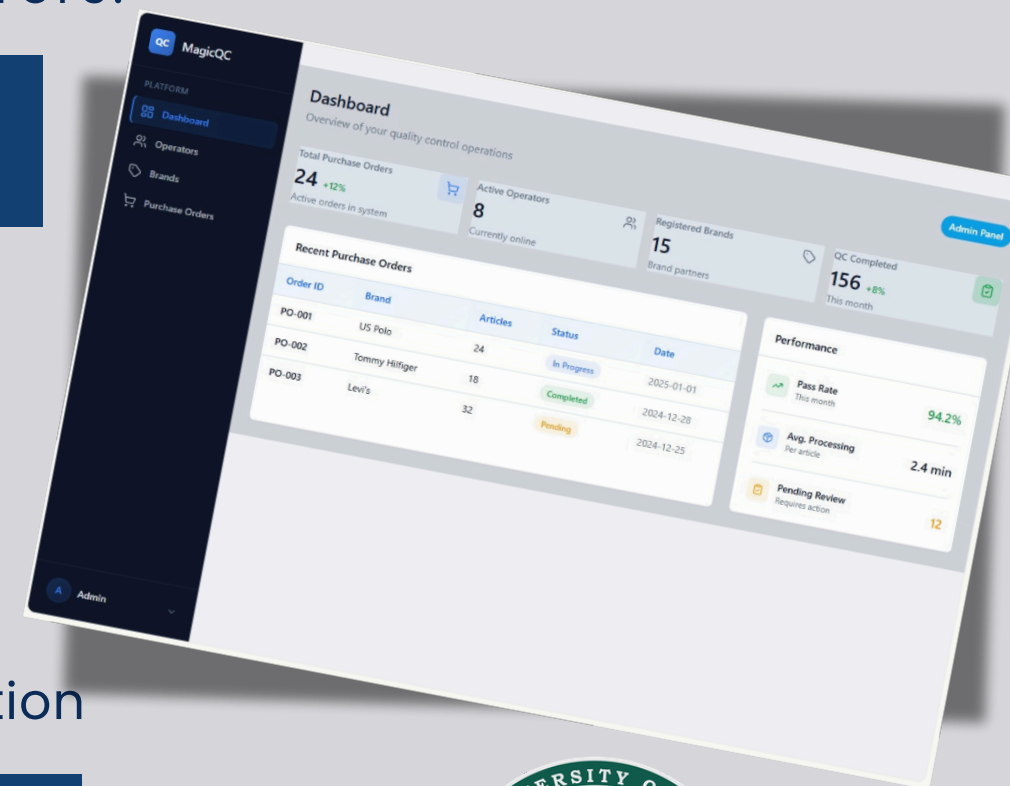 tion
QC MagicQC
PLATFORM
Dashboard
Operators
Brands
Purchase Orders
A Admin
Dashboard
Overview of your quality control operations
Admin Panel
Total Purchase Orders
24 +12%
Active orders in system
Active Operators
8
Currently online
Registered Brands
15
Brand partners
QC Completed
156 +8%
This month
Recent Purchase Orders
Order ID Brand Articles Status Date
PO-001 US Polo 24 In Progress 2025-01-01
PO-002 Tommy Hilfiger 18 Completed 2024-12-28
PO-003 Levi's 32 Pending 2024-12-25
Performance
Pass Rate
This month
94.2%
Avg. Processing
Per article
2.4 min
Pending Review
Requires action
12
ERSITY